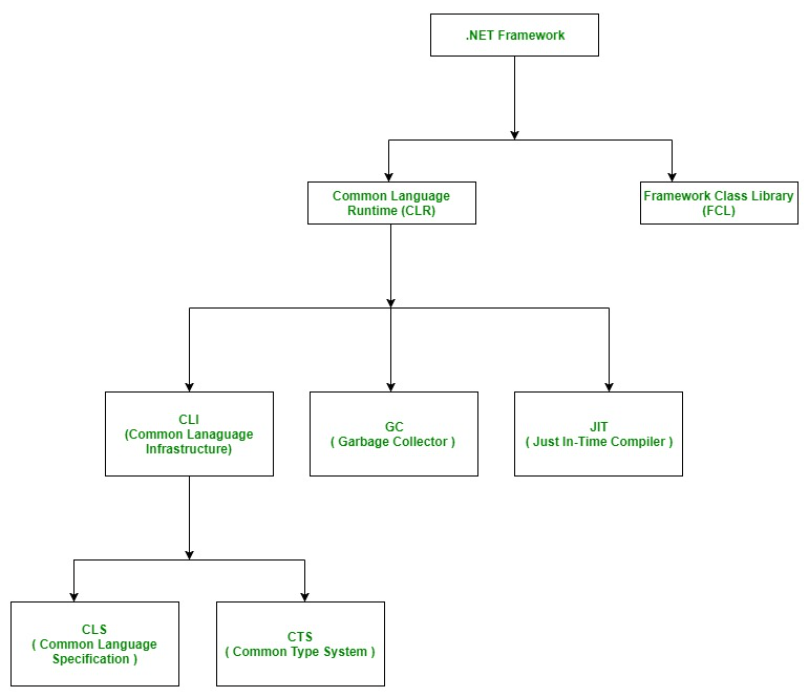 .NET Framework
Common Language
Runtime (CLR)
Framework Class Library
(FCL)
CLI
(Common Lanaguage
Infrastructure)
GC
( Garbage Collector )
JIT
( Just In-Time Compiler )
CLS
( Common Language
Specification )
CTS
( Common Type System )